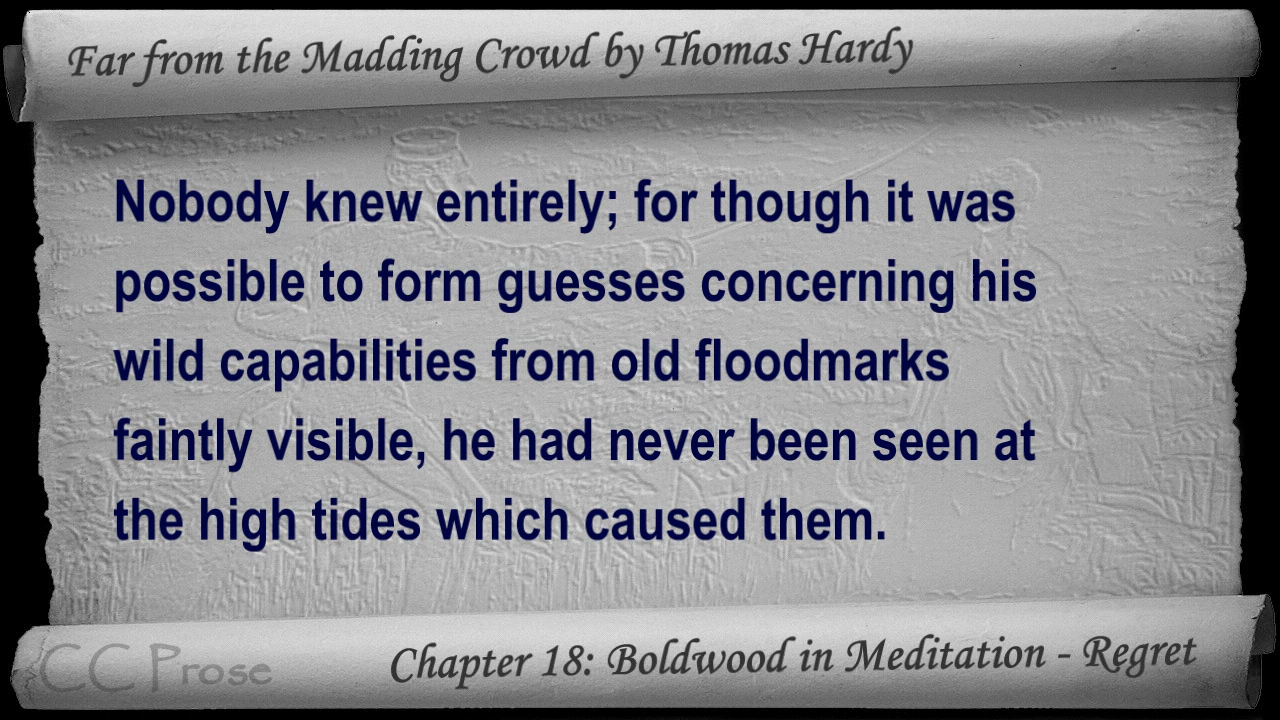 Far from the Madding Crowd by Thomas Hardy
Nobody knew entirely; for though it was
possible to form guesses concerning his
wild capabilities from old floodmarks
faintly visible, he had never been seen at
the high tides which caused them.
CC Prose
Chapter 18: Boldwood in Meditation - Regret